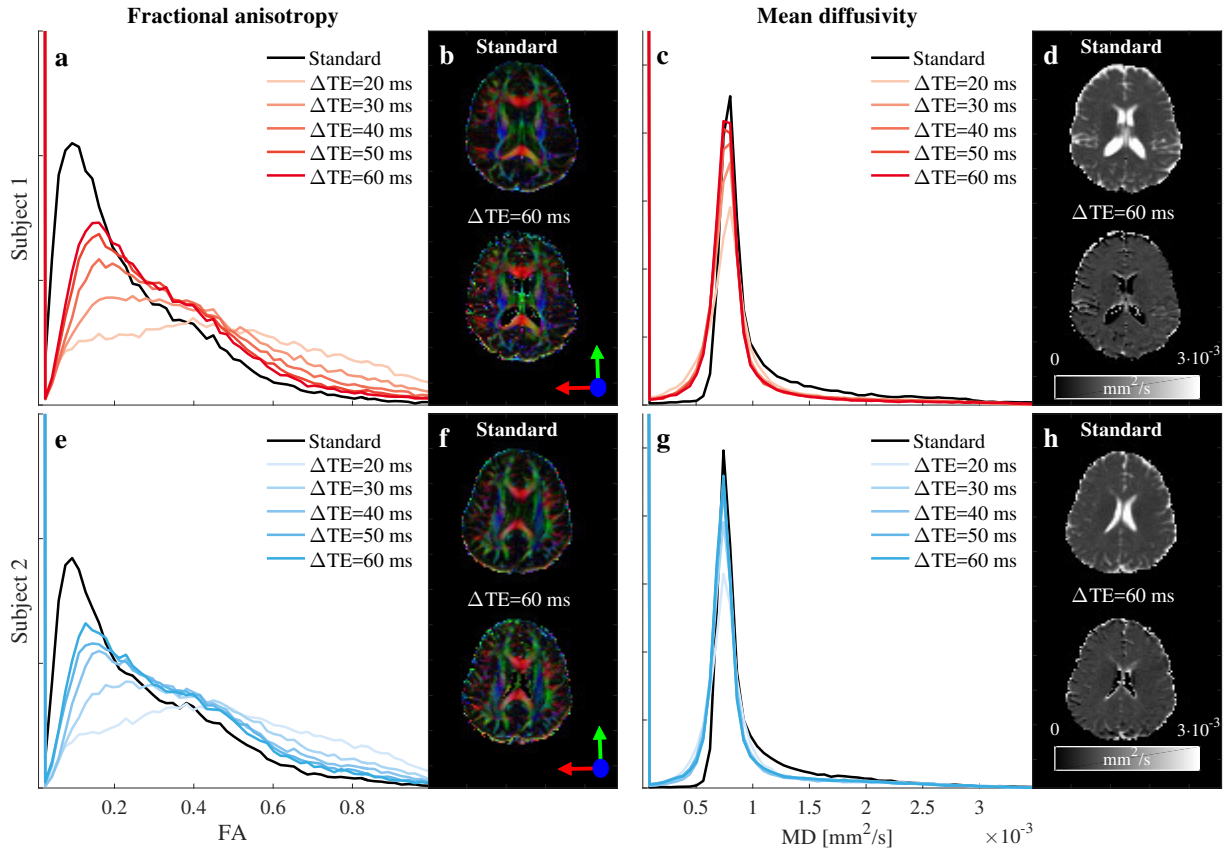 Fractional anisotropy
Mean diffusivity
Subject 1
a
Standard
ΔTE=20 ms
ΔTE=30 ms
ΔTE=40 ms
ΔTE=50 ms
ΔTE=60 ms
b
Standard
ΔTE=60 ms
c
Standard
ΔTE=20 ms
ΔTE=30 ms
ΔTE=40 ms
ΔTE=50 ms
ΔTE=60 ms
d
Standard
ΔTE=60 ms
0 3·10⁻³
mm²/s
Subject 2
e
Standard
ΔTE=20 ms
ΔTE=30 ms
ΔTE=40 ms
ΔTE=50 ms
ΔTE=60 ms
0.2 0.4 0.6 0.8
FA
f
Standard
ΔTE=60 ms
g
Standard
ΔTE=20 ms
ΔTE=30 ms
ΔTE=40 ms
ΔTE=50 ms
ΔTE=60 ms
0.5 1 1.5 2 2.5 3
MD [mm²/s] ×10⁻³
h
Standard
ΔTE=60 ms
0 3·10⁻³
mm²/s